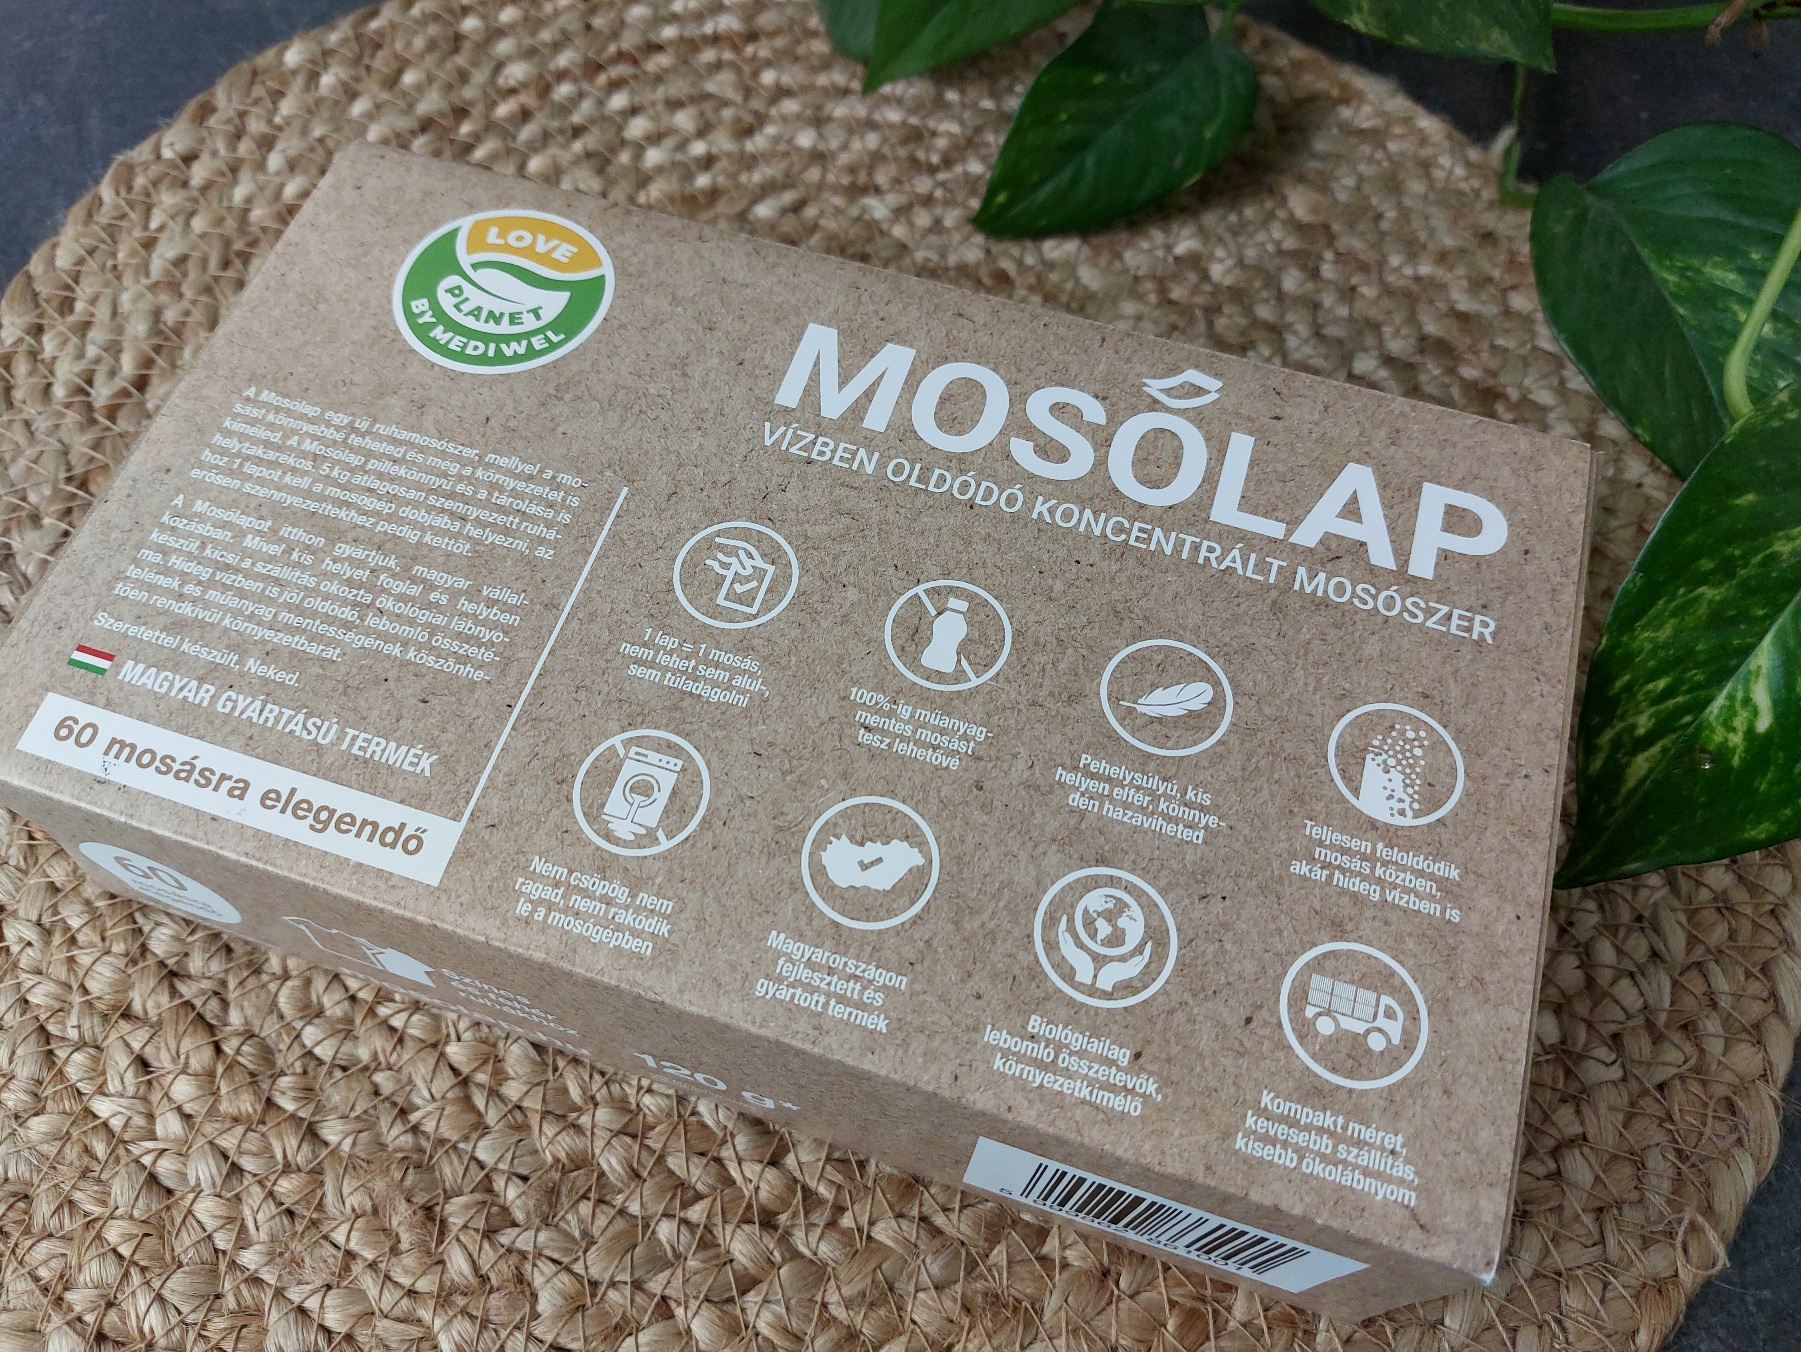 LOVE
PLANET
BY MEDIWEL
MOSÓLAP
VÍZBEN OLDÓDÓ KONCENTRÁLT MOSÓSZER
A Mosólap egy új ruhamosószer, mellyel a mo-
sást könnyebbé teheted és még a környezetet is
kíméled. A Mosólap pillekönnyű és a tárolása is
helytakarékos. 5 kg átlagosan szennyezett ruhá-
hoz 1 lapot kell a mosógép dobjába helyezni, az
erősen szennyezettekhez pedig kettőt.
A Mosólapot itthon gyártjuk, magyar vállal-
kozásban. Mivel kis helyet foglal és helyben
készül, kicsi a szállítás okozta ökológiai lábnyo-
ma. Hideg vízben is jól oldódó, lebomló összete-
telének és műanyag mentességének köszönhe-
tően rendkívül környezetbarát.
Szeretettel készült, Neked.
MAGYAR GYÁRTÁSÚ TERMÉK
60 mosásra elegendő
1 lap = 1 mosás,
nem lehet sem alul-,
sem túladagolni
100%-ig műanyag-
mentes mosást
tesz lehetővé
Pehelysúlyú, kis
helyen elfér, könnye-
dén hazaviheted
Teljesen feloldódik
mosás közben,
akár hideg vízben is
Nem csöpög, nem
ragad, nem rakódik
le a mosógépben
Magyarországon
fejlesztett és
gyártott termék
Biológiailag
lebomló összetevők,
környezetkímélő
Kompakt méret,
kevesebb szállítás,
kisebb ökolábnyom
60
mosásra
elegendő
Színes
120 g*